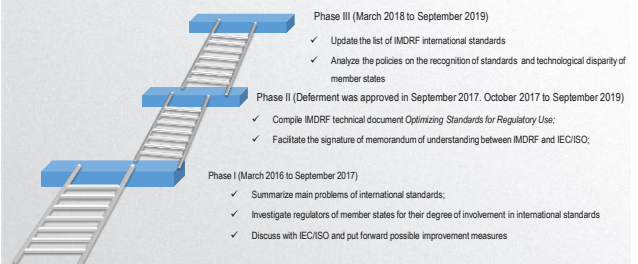 Phase III (March 2018 to September 2019)
✓ Update the list of IMDRF international standards
✓ Analyze the policies on the recognition of standards and technological disparity of
member states
Phase II (Deferment was approved in September 2017. October 2017 to September 2019)
✓ Compile IMDRF technical document Optimizing Standards for Regulatory Use;
✓ Facilitate the signature of memorandum of understanding between IMDRF and IEC/ISO;
Phase I (March 2016 to September 2017)
✓ Summarize main problems of international standards;
✓ Investigate regulators of member states for their degree of involvement in international standards
✓ Discuss with IEC/ISO and put forward possible improvement measures